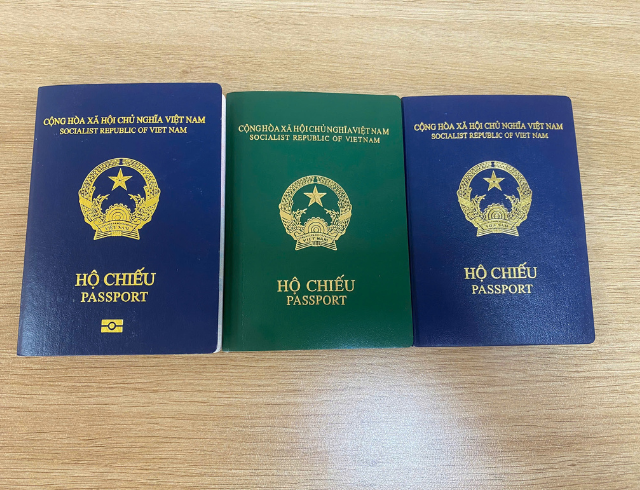 CỘNG HÒA XÃ HỘI CHỦ NGHĨA VIỆT NAM
SOCIALIST REPUBLIC OF VIET NAM
HỘ CHIẾU
PASSPORT
CỘNG HÒA XÃ HỘI CHỦ NGHĨA VIỆT NAM
SOCIALIST REPUBLIC OF VIETNAM
VIỆT NAM
HỘ CHIẾU
PASSPORT
CỘNG HÒA XÃ HỘI CHỦ NGHĨA VIỆT NAM
SOCIALIST REPUBLIC OF VIET NAM
HỘ CHIẾU
PASSPORT